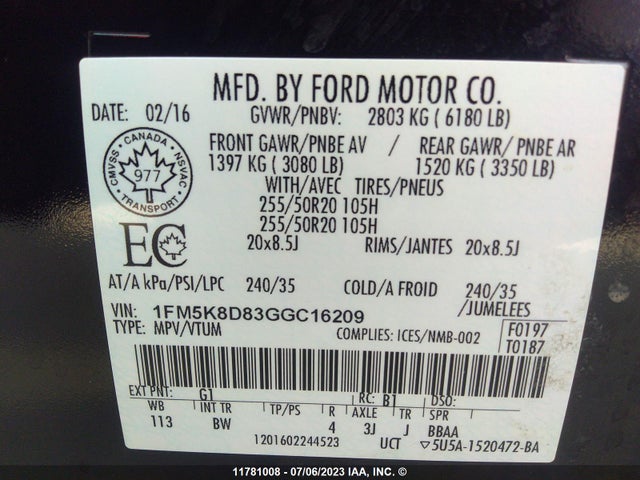 MFD. BY FORD MOTOR CO.
DATE: 02/16 GVWR/PNBV: 2803 KG ( 6180 LB)
FRONT GAWR/PNBE AV / REAR GAWR/ PNBE AR
1397 KG ( 3080 LB) 1520 KG ( 3350 LB)
CANADA CMVSS NSVAC 977 TRANSPORT
WITH/AVEC TIRES/PNEUS
255/50R20 105H
255/50R20 105H
EC 20x8.5J RIMS/JANTES 20x8.5J
AT/A kPa/PSI/LPC 240/35 COLD/A FROID 240/35
/JUMELEES
VIN: 1FM5K8D83GGC16209
TYPE: MPV/VTUM COMPLIES: ICES/NMB-002 F0197
T0187
EXT PNT: G1 RC: B1 DSO:
WB INT TR TP/PS R AXLE TR SPR
113 BW 4 3J J BBAA
1201602244523 UCT ▽5U5A-1520472-BA
11781008 - 07/06/2023 IAA, INC. ©